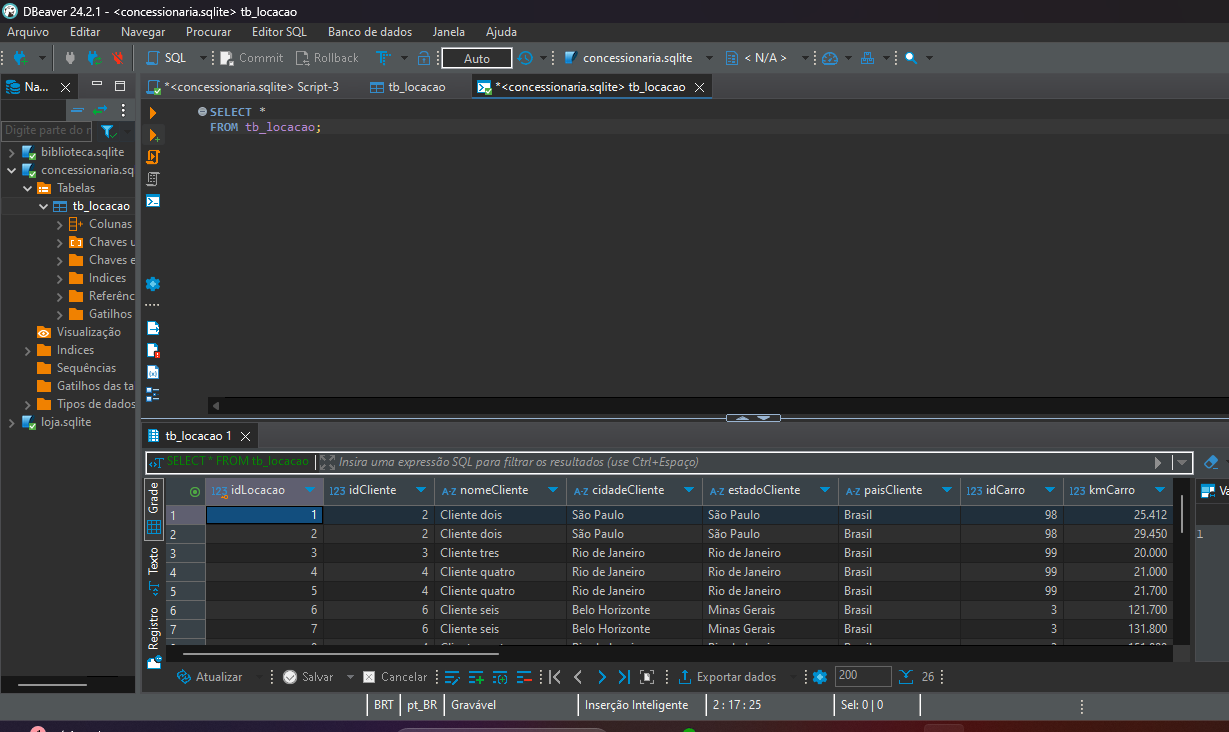 DBeaver 24.2.1 - <concessionaria.sqlite> tb_locacao
Arquivo Editar Navegar Procurar Editor SQL Banco de dados Janela Ajuda
SQL Commit Rollback Auto concessionaria.sqlite < N/A >
Na... *<concessionaria.sqlite> Script-3 tb_locacao *<concessionaria.sqlite> tb_locacao
Digite parte do n
biblioteca.sqlite
concessionaria.sq
Tabelas
tb_locacao
Colunas
Chaves u
Chaves e
Indices
Referênc
Gatilhos
Visualização
Indices
Sequências
Gatilhos das ta
Tipos de dados
loja.sqlite
SELECT *
FROM tb_locacao;
tb_locacao 1
SELECT * FROM tb_locacao Insira uma expressão SQL para filtrar os resultados (use Ctrl+Espaço)
Grade
Texto
Registro
123 idLocacao 123 idCliente A-Z nomeCliente A-Z cidadeCliente A-Z estadoCliente A-Z paisCliente 123 idCarro 123 kmCarro
1 1 2 Cliente dois São Paulo São Paulo Brasil 98 25.412
2 2 2 Cliente dois São Paulo São Paulo Brasil 98 29.450
3 3 3 Cliente tres Rio de Janeiro Rio de Janeiro Brasil 99 20.000
4 4 4 Cliente quatro Rio de Janeiro Rio de Janeiro Brasil 99 21.000
5 5 4 Cliente quatro Rio de Janeiro Rio de Janeiro Brasil 99 21.700
6 6 6 Cliente seis Belo Horizonte Minas Gerais Brasil 3 121.700
7 7 6 Cliente seis Belo Horizonte Minas Gerais Brasil 3 131.800
Va
1
Atualizar Salvar Cancelar Exportar dados 200 26
BRT pt_BR Gravável Inserção Inteligente 2 : 17 : 25 Sel: 0 | 0